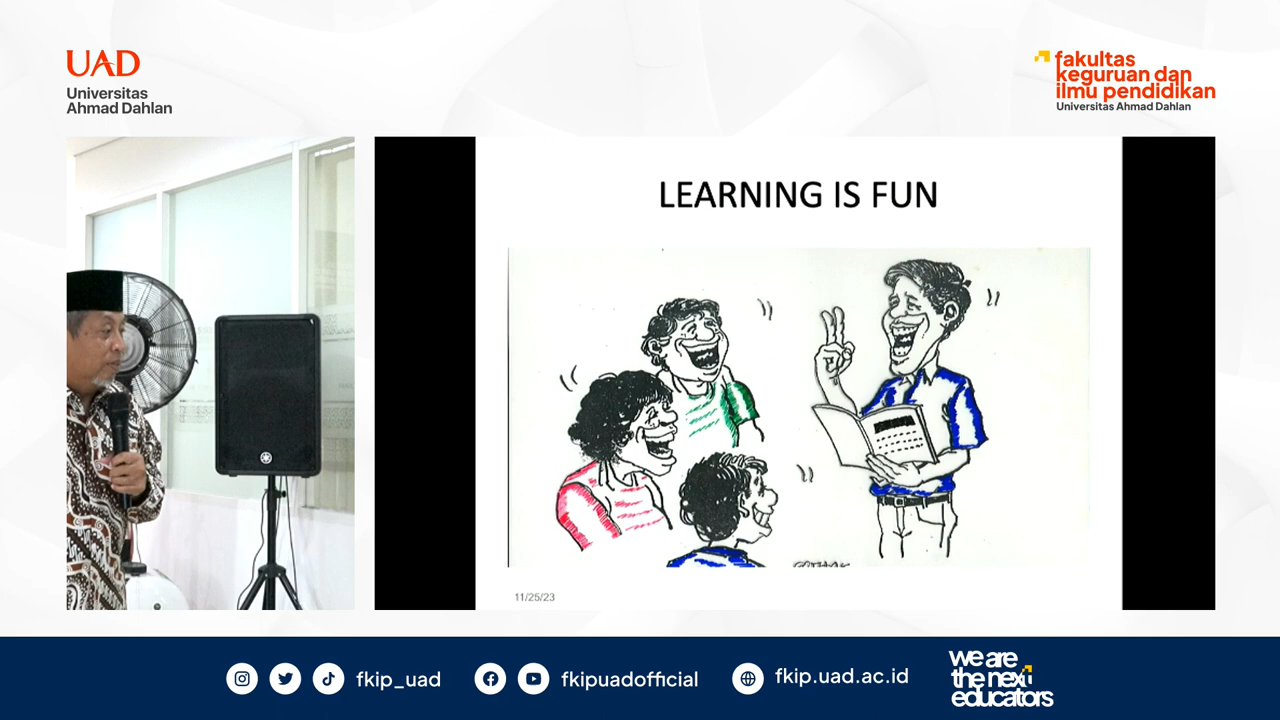 UAD
Universitas
Ahmad Dahlan
fakultas
keguruan dan
ilmu pendidikan
Universitas Ahmad Dahlan
LEARNING IS FUN
11/25/23
fkip_uad
fkipuadofficial
fkip.uad.ac.id
we are
the next
educators